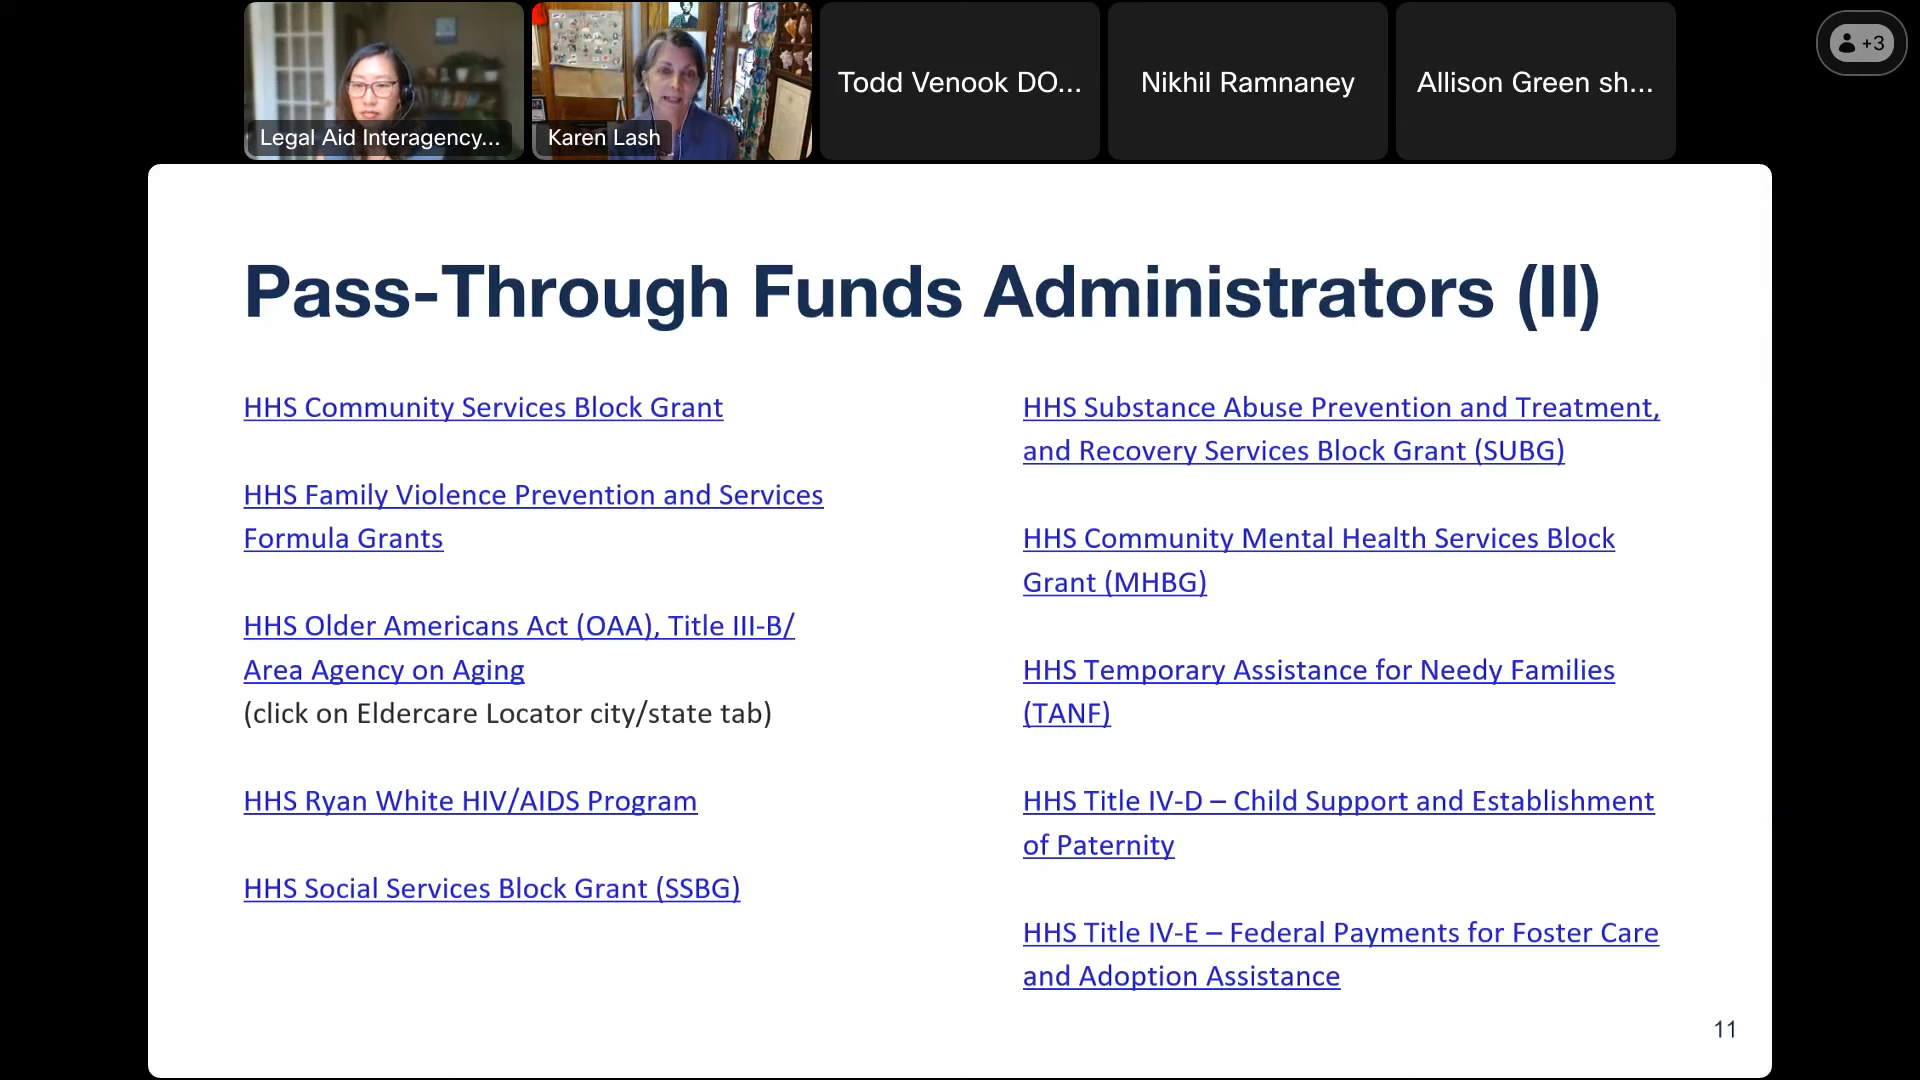 Legal Aid Interagency...
Karen Lash
Todd Venook DO...
Nikhil Ramnaney
Allison Green sh...
+3
Pass-Through Funds Administrators (II)
HHS Community Services Block Grant
HHS Family Violence Prevention and Services
Formula Grants
HHS Older Americans Act (OAA), Title III-B/
Area Agency on Aging
(click on Eldercare Locator city/state tab)
HHS Ryan White HIV/AIDS Program
HHS Social Services Block Grant (SSBG)
HHS Substance Abuse Prevention and Treatment,
and Recovery Services Block Grant (SUBG)
HHS Community Mental Health Services Block
Grant (MHBG)
HHS Temporary Assistance for Needy Families
(TANF)
HHS Title IV-D – Child Support and Establishment
of Paternity
HHS Title IV-E – Federal Payments for Foster Care
and Adoption Assistance
11